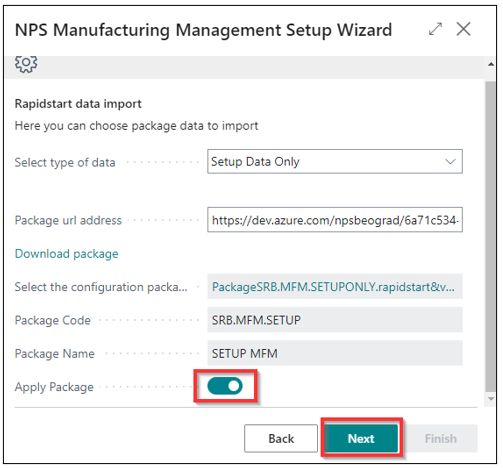 NPS Manufacturing Management Setup Wizard
Rapidstart data import
Here you can choose package data to import
Select type of data Setup Data Only
Package url address https://dev.azure.com/npsbeograd/6a71c534-
Download package
Select the configuration packa... PackageSRB.MFM.SETUPONLY.rapidstart&v...
Package Code SRB.MFM.SETUP
Package Name SETUP MFM
Apply Package
Back Next Finish